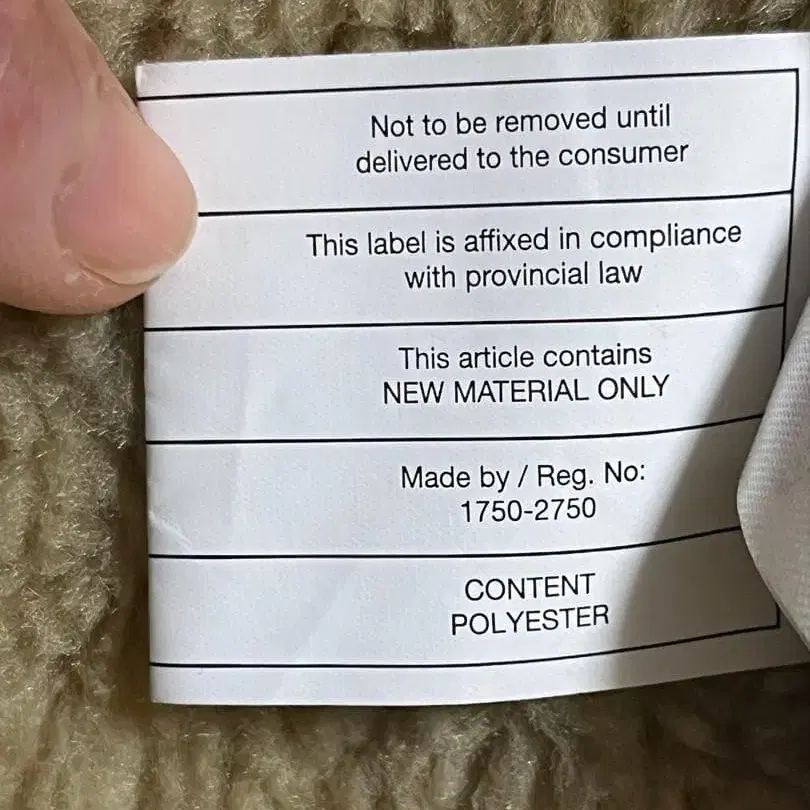 Not to be removed until
delivered to the consumer
This label is affixed in compliance
with provincial law
This article contains
NEW MATERIAL ONLY
Made by / Reg. No:
1750-2750
CONTENT
POLYESTER